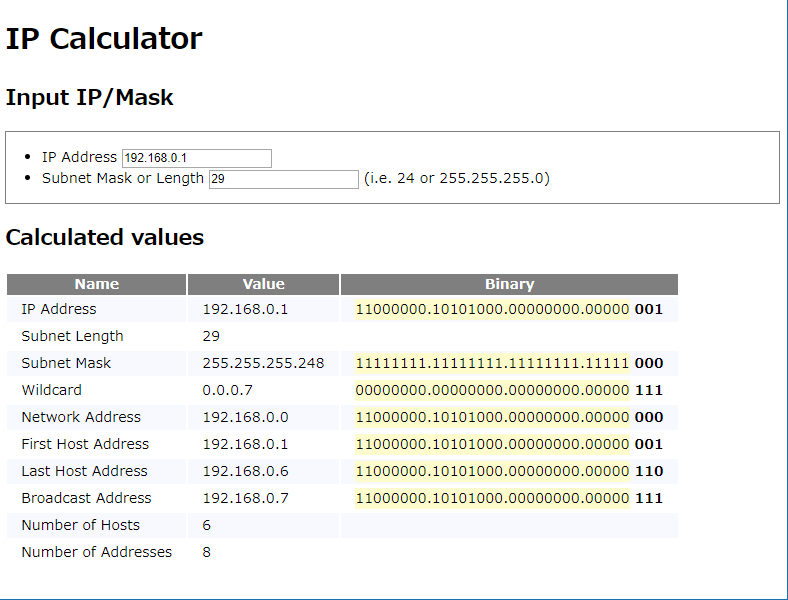 IP Calculator
Input IP/Mask
• IP Address 192.168.0.1
• Subnet Mask or Length 29 (i.e. 24 or 255.255.255.0)
Calculated values
Name Value Binary
IP Address 192.168.0.1 11000000.10101000.00000000.00000 001
Subnet Length 29
Subnet Mask 255.255.255.248 11111111.11111111.11111111.11111 000
Wildcard 0.0.0.7 00000000.00000000.00000000.00000 111
Network Address 192.168.0.0 11000000.10101000.00000000.00000 000
First Host Address 192.168.0.1 11000000.10101000.00000000.00000 001
Last Host Address 192.168.0.6 11000000.10101000.00000000.00000 110
Broadcast Address 192.168.0.7 11000000.10101000.00000000.00000 111
Number of Hosts 6
Number of Addresses 8